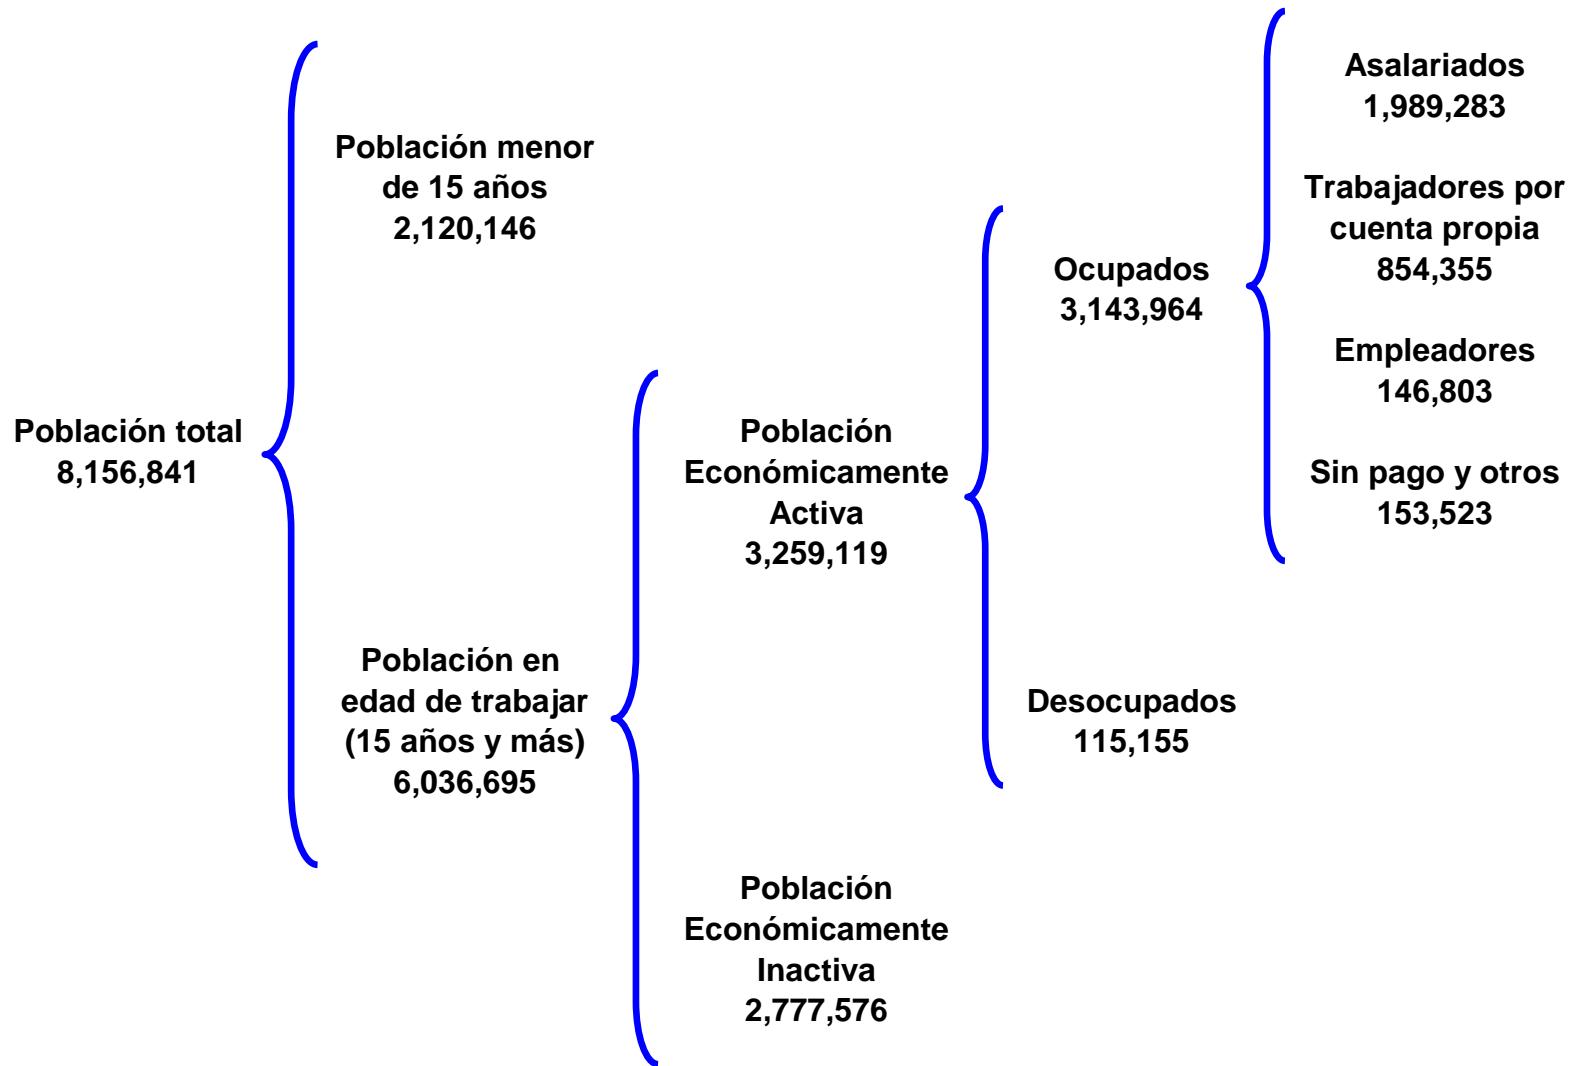 Población total
8,156,841
Población menor
de 15 años
2,120,146
Población en
edad de trabajar
(15 años y más)
6,036,695
Población
Económicamente
Activa
3,259,119
Población
Económicamente
Inactiva
2,777,576
Ocupados
3,143,964
Desocupados
115,155
Asalariados
1,989,283
Trabajadores por
cuenta propia
854,355
Empleadores
146,803
Sin pago y otros
153,523